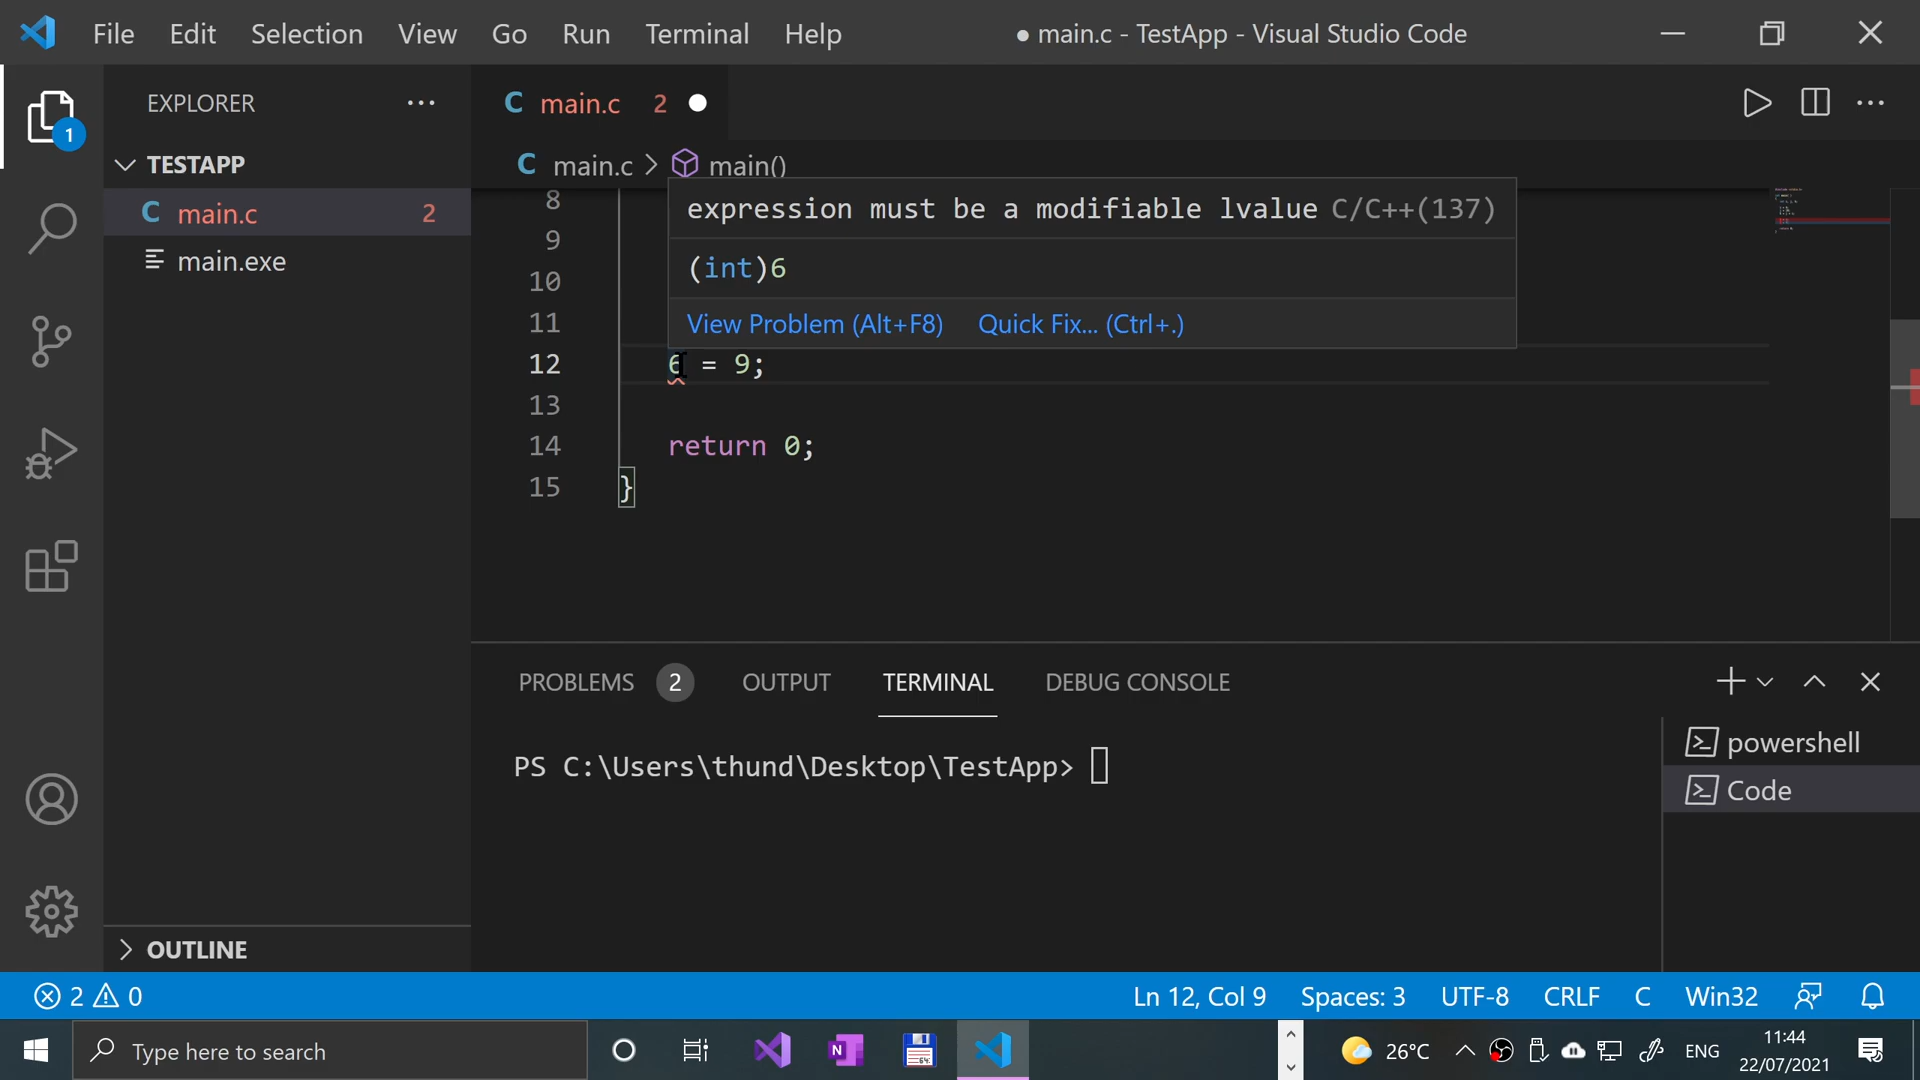 File Edit Selection View Go Run Terminal Help ● main.c - TestApp - Visual Studio Code
EXPLORER ···
C main.c 2
1
TESTAPP
C main.c > main()
C main.c 2
main.exe
8
expression must be a modifiable lvalue C/C++(137)
9
(int)6
10
11
View Problem (Alt+F8) Quick Fix... (Ctrl+.)
12 6 = 9;
13
14 return 0;
15 }
PROBLEMS 2 OUTPUT TERMINAL DEBUG CONSOLE
PS C:\Users\thund\Desktop\TestApp>
powershell
Code
OUTLINE
2 0 Ln 12, Col 9 Spaces: 3 UTF-8 CRLF C Win32
Type here to search
N
64
26°C
ENG
11:44
22/07/2021